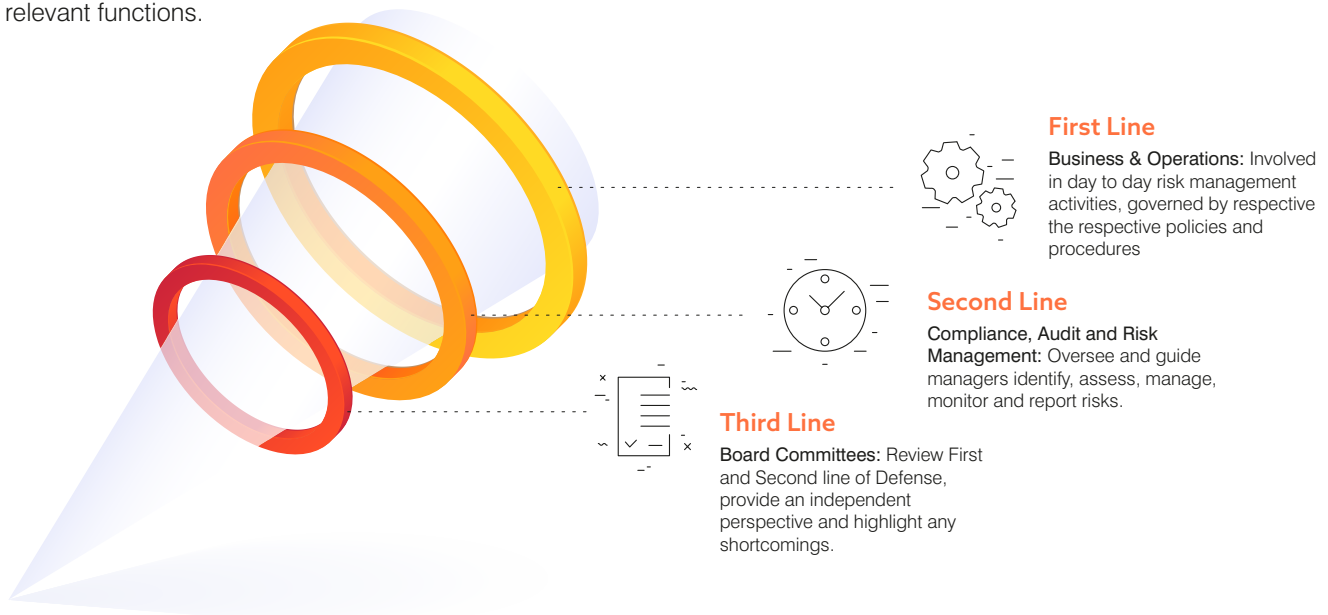 relevant functions.
First Line
Business & Operations: Involved
in day to day risk management
activities, governed by respective
the respective policies and
procedures
Second Line
Compliance, Audit and Risk
Management: Oversee and guide
managers identify, assess, manage,
monitor and report risks.
Third Line
Board Committees: Review First
and Second line of Defense,
provide an independent
perspective and highlight any
shortcomings.